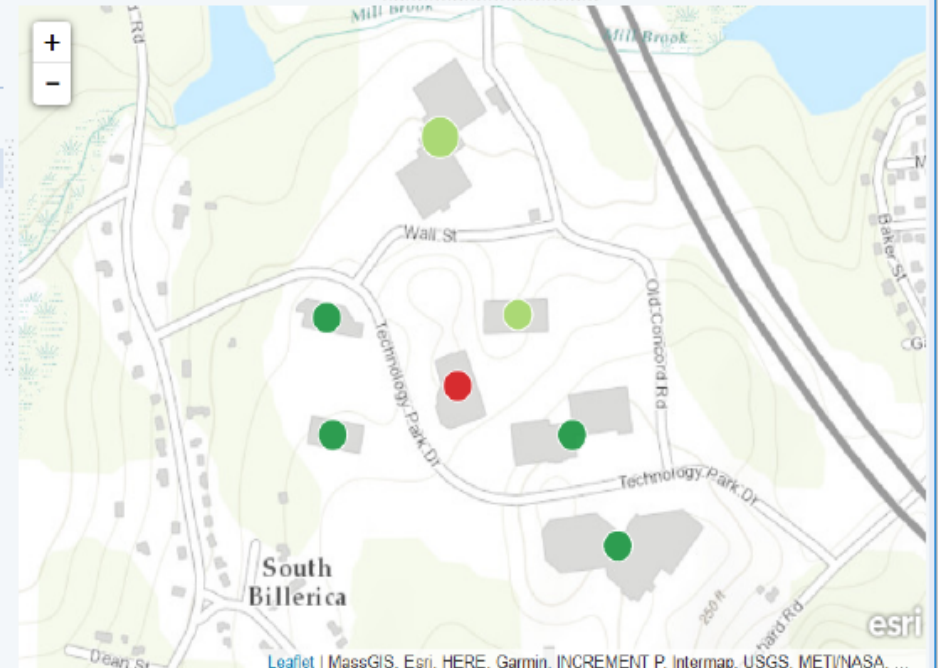 +
−
Rd
Mill Brook
Mill Brook
Wall St
Baker St
Old Concord Rd
Technology Park Dr
Technology Park Dr
South
Billerica
250 ft
Dean St
esri
Leaflet | MassGIS, Esri, HERE, Garmin, INCREMENT P, Intermap, USGS, METI/NASA, ...